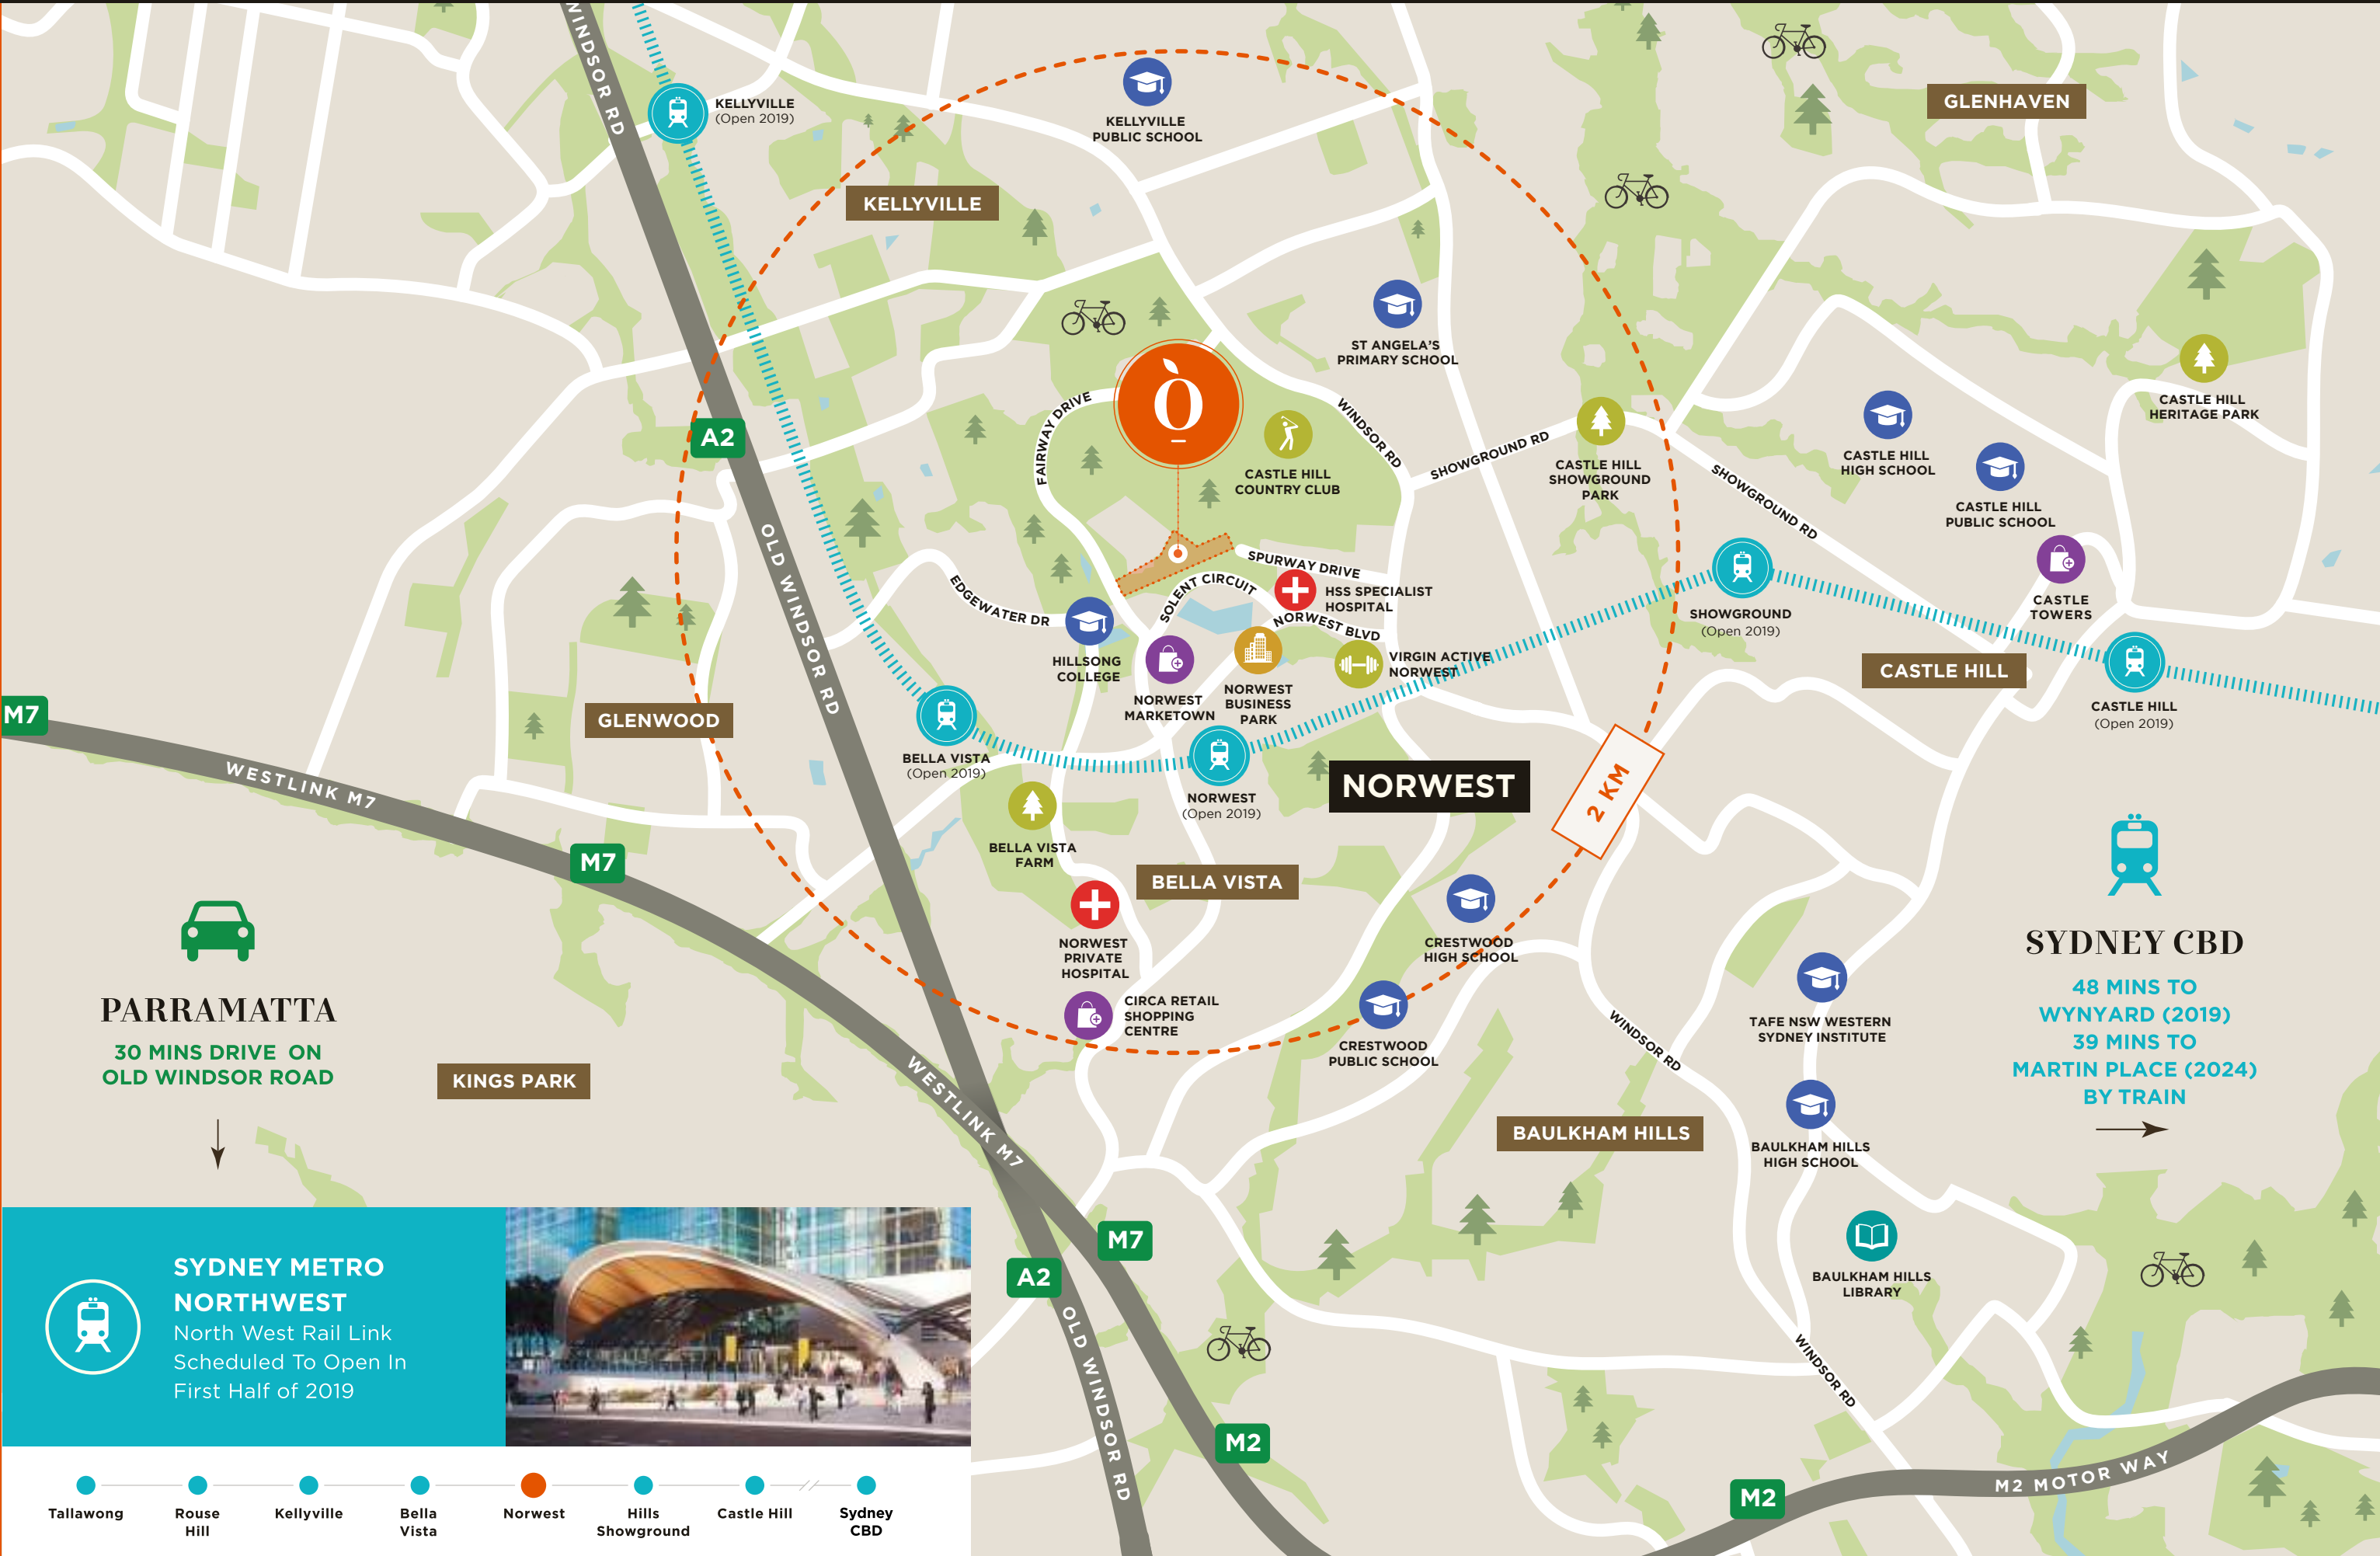 WINDSOR RD
KELLYVILLE
(Open 2019)
KELLYVILLE
PUBLIC SCHOOL
GLENHAVEN
KELLYVILLE
ST ANGELA'S
PRIMARY SCHOOL
CASTLE HILL
HERITAGE PARK
A2
FAIRWAY DRIVE
Ò
CASTLE HILL
COUNTRY CLUB
WINDSOR RD
SHOWGROUND RD
CASTLE HILL
SHOWGROUND
PARK
SHOWGROUND RD
CASTLE HILL
HIGH SCHOOL
CASTLE HILL
PUBLIC SCHOOL
OLD WINDSOR RD
EDGEWATER DR
SOLENT CIRCUIT
SPURWAY DRIVE
HSS SPECIALIST
HOSPITAL
NORWEST BLVD
SHOWGROUND
(Open 2019)
CASTLE
TOWERS
HILLSONG
COLLEGE
NORWEST
MARKETOWN
NORWEST
BUSINESS
PARK
VIRGIN ACTIVE
NORWEST
CASTLE HILL
CASTLE HILL
(Open 2019)
M7
GLENWOOD
BELLA VISTA
(Open 2019)
NORWEST
(Open 2019)
NORWEST
2 KM
WESTLINK M7
M7
BELLA VISTA
FARM
BELLA VISTA
NORWEST
PRIVATE
HOSPITAL
CRESTWOOD
HIGH SCHOOL
CIRCA RETAIL
SHOPPING
CENTRE
CRESTWOOD
PUBLIC SCHOOL
WINDSOR RD
TAFE NSW WESTERN
SYDNEY INSTITUTE
SYDNEY CBD
48 MINS TO
WYNYARD (2019)
39 MINS TO
MARTIN PLACE (2024)
BY TRAIN
PARRAMATTA
30 MINS DRIVE ON
OLD WINDSOR ROAD
KINGS PARK
WESTLINK M7
BAULKHAM HILLS
BAULKHAM HILLS
HIGH SCHOOL
BAULKHAM HILLS
LIBRARY
M7
A2
OLD WINDSOR RD
WINDSOR RD
M2
M2
M2 MOTOR WAY
SYDNEY METRO
NORTHWEST
North West Rail Link
Scheduled To Open In
First Half of 2019
Tallawong
Rouse
Hill
Kellyville
Bella
Vista
Norwest
Hills
Showground
Castle Hill
Sydney
CBD